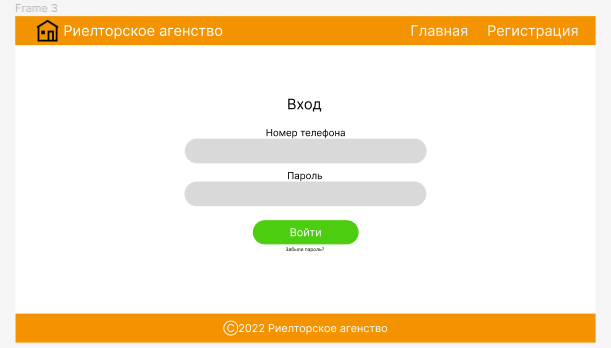 Frame 3
Риелторское агенство Главная Регистрация
Вход
Номер телефона
Пароль
Войти
Забыли пароль?
©2022 Риелторское агенство